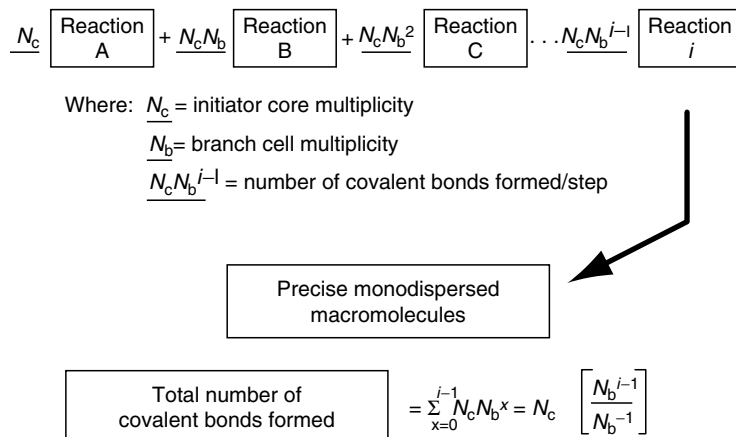 N_c Reaction A + N_cN_b Reaction B + N_cN_b^2 Reaction C . . . N_cN_b^{i–l} Reaction i
Where: N_c = initiator core multiplicity
N_b= branch cell multiplicity
N_cN_b^{i–l} = number of covalent bonds formed/step
Precise monodispersed
macromolecules
Total number of
covalent bonds formed
= Σ_{x=0}^{i-1} N_cN_b^x = N_c [N_b^{i-1} / N_b^{-1}]